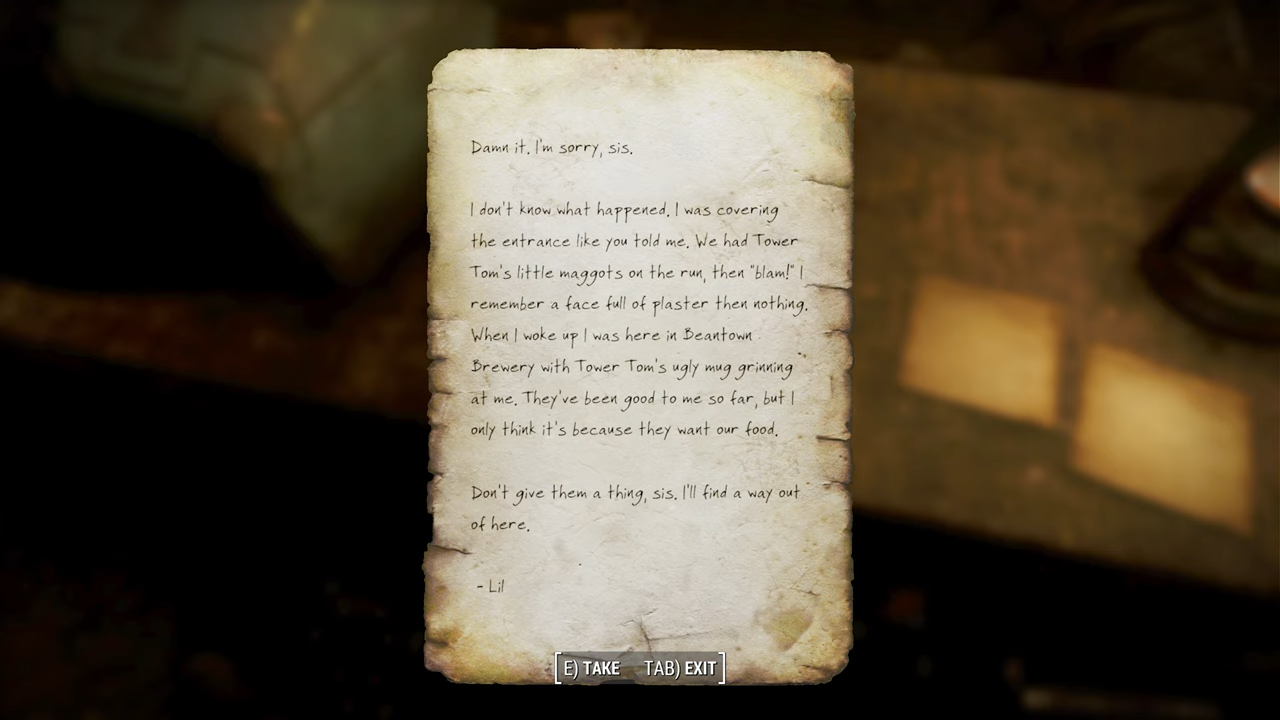 Damn it. I'm sorry, sis.
I don't know what happened. I was covering
the entrance like you told me. We had Tower
Tom's little maggots on the run, then "blam!" I
remember a face full of plaster then nothing.
When I woke up I was here in Beantown
Brewery with Tower Tom's ugly mug grinning
at me. They've been good to me so far, but I
only think it's because they want our food.
Don't give them a thing, sis. I'll find a way out
of here.
- Lil
E) TAKE TAB) EXIT